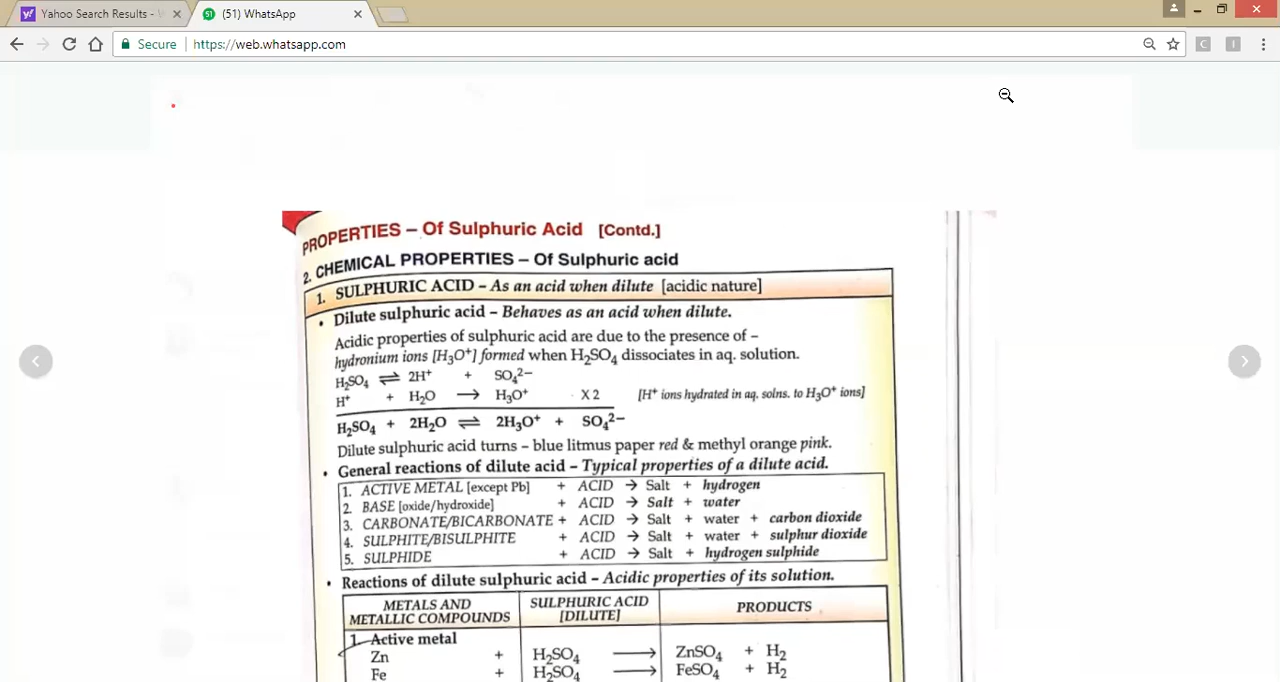 Yahoo Search Results - W
(51) WhatsApp
Secure | https://web.whatsapp.com
PROPERTIES – Of Sulphuric Acid [Contd.]
2. CHEMICAL PROPERTIES – Of Sulphuric acid
1. SULPHURIC ACID – As an acid when dilute [acidic nature]
• Dilute sulphuric acid – Behaves as an acid when dilute.
Acidic properties of sulphuric acid are due to the presence of –
hydronium ions [H₃O⁺] formed when H₂SO₄ dissociates in aq. solution.
H₂SO₄ ⇌ 2H⁺ + SO₄²⁻
H⁺ + H₂O → H₃O⁺ X 2 [H⁺ ions hydrated in aq. solns. to H₃O⁺ ions]
H₂SO₄ + 2H₂O ⇌ 2H₃O⁺ + SO₄²⁻
Dilute sulphuric acid turns – blue litmus paper red & methyl orange pink.
• General reactions of dilute acid – Typical properties of a dilute acid.
1. ACTIVE METAL [except Pb] + ACID → Salt + hydrogen
2. BASE [oxide/hydroxide] + ACID → Salt + water
3. CARBONATE/BICARBONATE + ACID → Salt + water + carbon dioxide
4. SULPHITE/BISULPHITE + ACID → Salt + water + sulphur dioxide
5. SULPHIDE + ACID → Salt + hydrogen sulphide
• Reactions of dilute sulphuric acid – Acidic properties of its solution.
METALS AND METALLIC COMPOUNDS SULPHURIC ACID [DILUTE] PRODUCTS
1. Active metal
Zn + H₂SO₄ → ZnSO₄ + H₂
Fe + H₂SO₄ → FeSO₄ + H₂